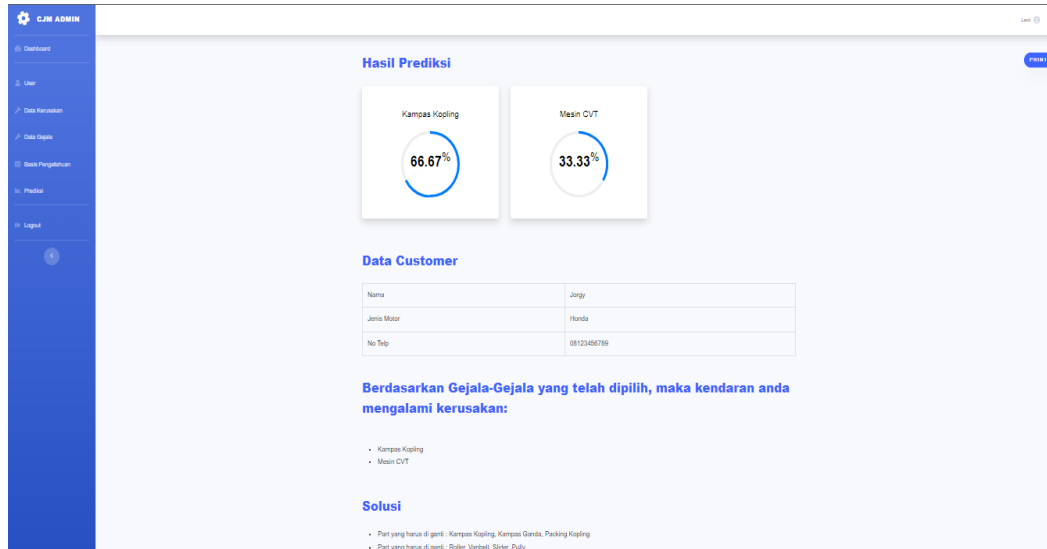 CJM ADMIN
Dashboard
User
Data Kerusakan
Data Gejala
Basis Pengetahuan
Prediksi
Logout
Hasil Prediksi
Kampas Kopling
66.67%
Mesin CVT
33.33%
Data Customer
Nama Jorgy
Jenis Motor Honda
No Telp 08123456789
Berdasarkan Gejala-Gejala yang telah dipilih, maka kendaran anda
mengalami kerusakan:
• Kampas Kopling
• Mesin CVT
Solusi
• Part yang harus di ganti : Kampas Kopling, Kampas Ganda, Packing Kopling
• Part yang harus di ganti : Roller, Vanbelt, Slider, Pully